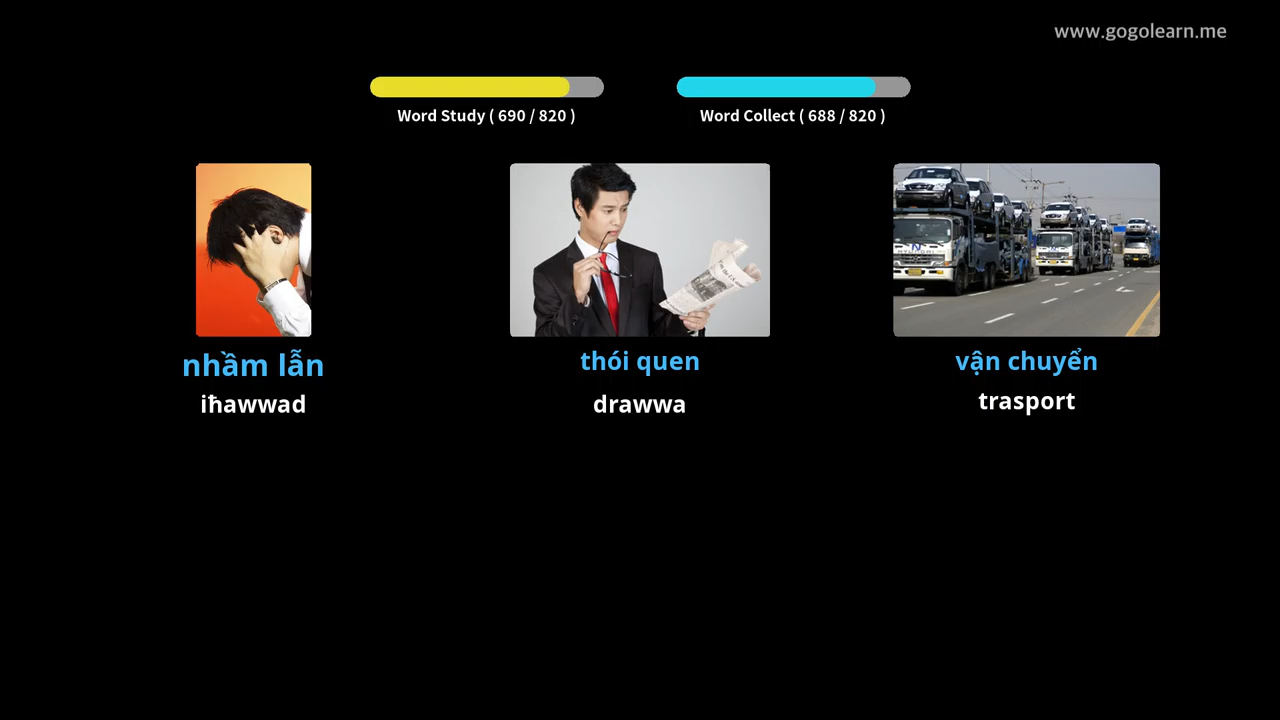 www.gogolearn.me
Word Study ( 690 / 820 )
Word Collect ( 688 / 820 )
nhầm lẫn
thói quen
vận chuyển
iħawwad
drawwa
trasport